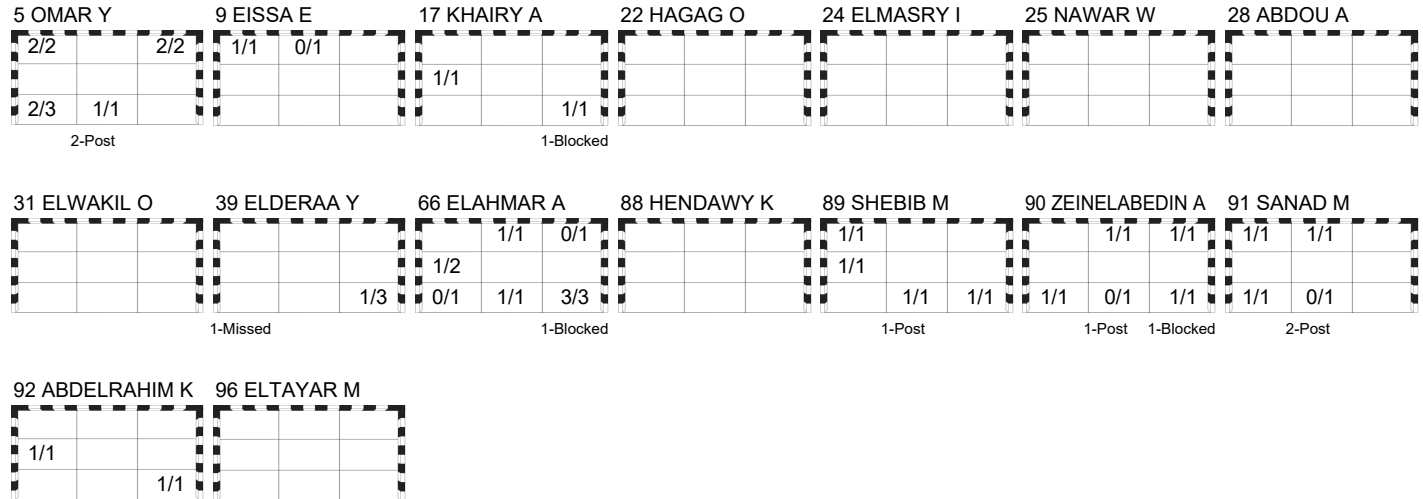 5 OMAR Y 9 EISSA E 17 KHAIRY A 22 HAGAG O 24 ELMASRY I 25 NAWAR W 28 ABDOU A
2/2 2/2 1/1 0/1
1/1
2/3 1/1 1/1
2-Post 1-Blocked
31 ELWAKIL O 39 ELDERAA Y 66 ELAHMAR A 88 HENDAWY K 89 SHEBIB M 90 ZEINELABEDIN A 91 SANAD M
1/1 0/1 1/1 1/1 1/1 1/1 1/1
1/2 1/1
1/3 0/1 1/1 3/3 1/1 1/1 1/1 0/1 1/1 1/1 0/1
1-Missed 1-Blocked 1-Post 1-Post 1-Blocked 2-Post
92 ABDELRAHIM K 96 ELTAYAR M
1/1
1/1